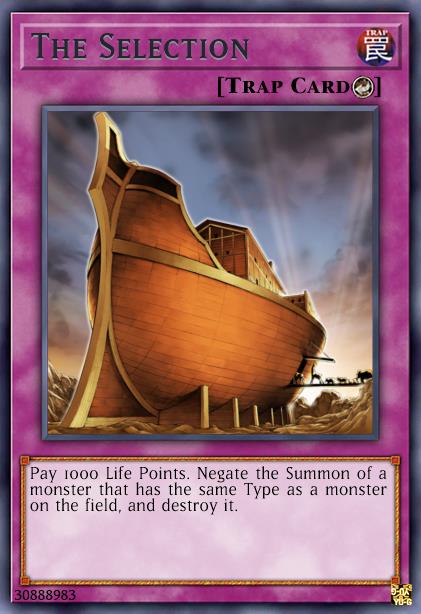 The Selection
TRAP
罠
[Trap Card]
Pay 1000 Life Points. Negate the Summon of a
monster that has the same Type as a monster
on the field, and destroy it.
30888983